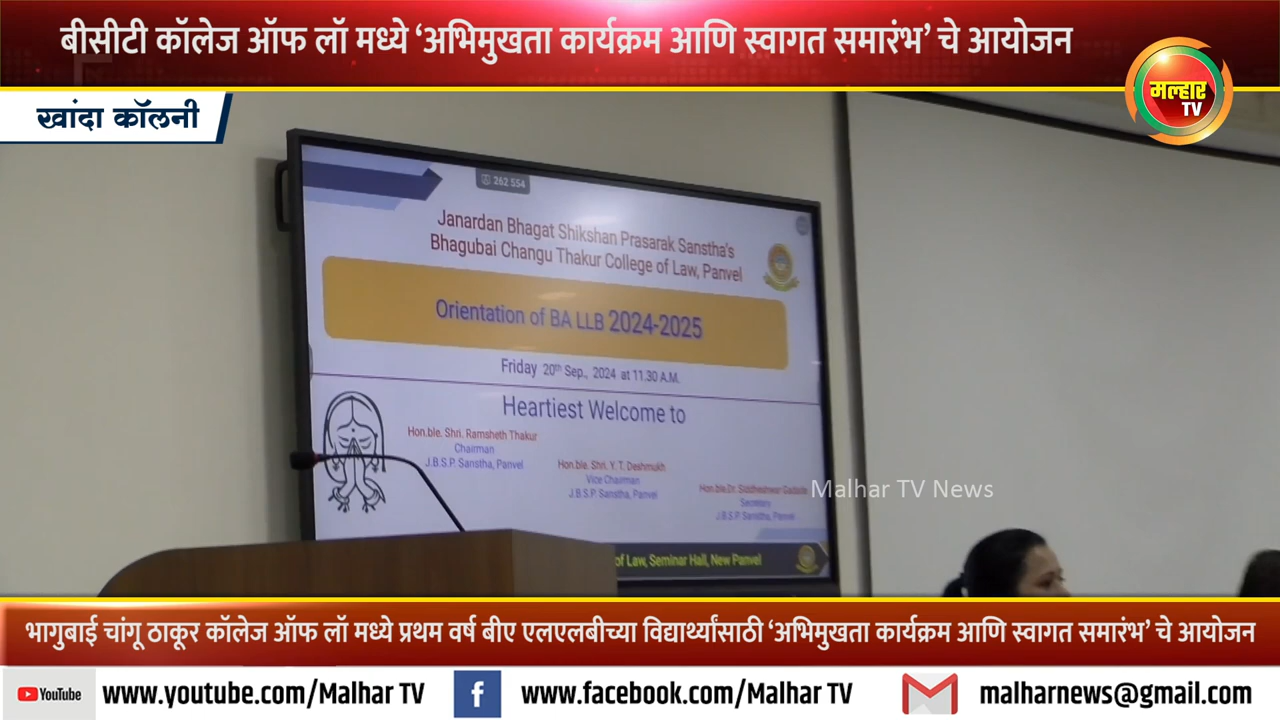 बीसीटी कॉलेज ऑफ लॉ मध्ये ‘अभिमुखता कार्यक्रम आणि स्वागत समारंभ’ चे आयोजन
मल्हार
TV
खांदा कॉलनी
262 554
Janardan Bhagat Shikshan Prasarak Sanstha's
Bhagubai Changu Thakur College of Law, Panvel
Orientation of BA LLB 2024-2025
Friday 20th Sep., 2024 at 11.30 A.M.
Heartiest Welcome to
Hon.ble. Shri. Ramsheth Thakur
Chairman
J.B.S.P. Sanstha, Panvel
Hon.ble. Shri. Y. T. Deshmukh
Vice Chairman
J.B.S.P. Sanstha, Panvel
Hon.ble.Dr. Siddheshwar
Secretary
J.B.S.P. Sanstha, Panvel
Malhar TV News
of Law, Seminar Hall, New Panvel
भागुबाई चांगू ठाकूर कॉलेज ऑफ लॉ मध्ये प्रथम वर्ष बीए एलएलबीच्या विद्यार्थ्यांसाठी ‘अभिमुखता कार्यक्रम आणि स्वागत समारंभ’ चे आयोजन
YouTube www.youtube.com/Malhar TV
f www.facebook.com/Malhar TV
malharnews@gmail.com